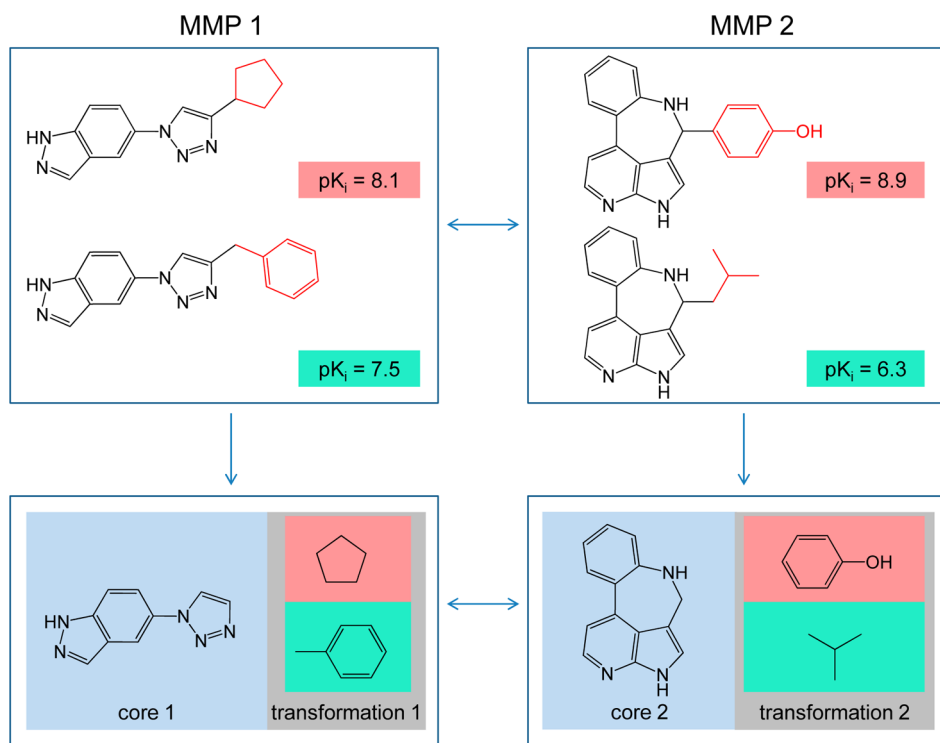 MMP 1
MMP 2
HN
N
N
N
N
pKi = 8.1
HN
N
N
N
N
pKi = 7.5
NH
OH
N
N
H
pKi = 8.9
NH
N
N
H
pKi = 6.3
HN
N
N
N
N
core 1
transformation 1
NH
N
N
H
core 2
OH
transformation 2